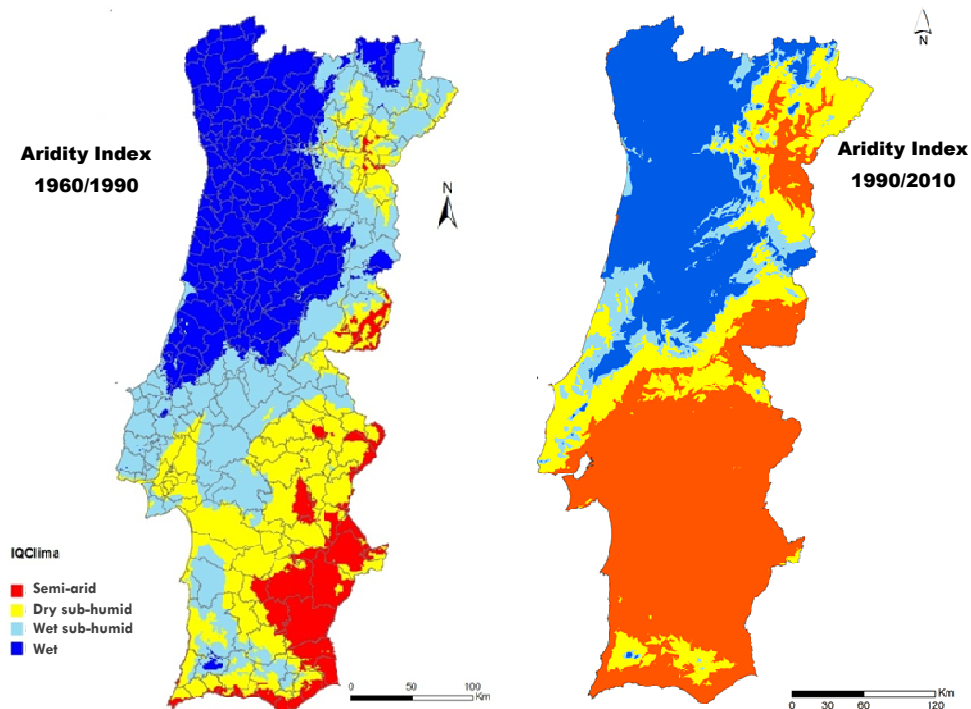 Aridity Index
1960/1990
N
IQClima
Semi-arid
Dry sub-humid
Wet sub-humid
Wet
0 50 100
Km
N
Aridity Index
1990/2010
Km
0 30 60 120